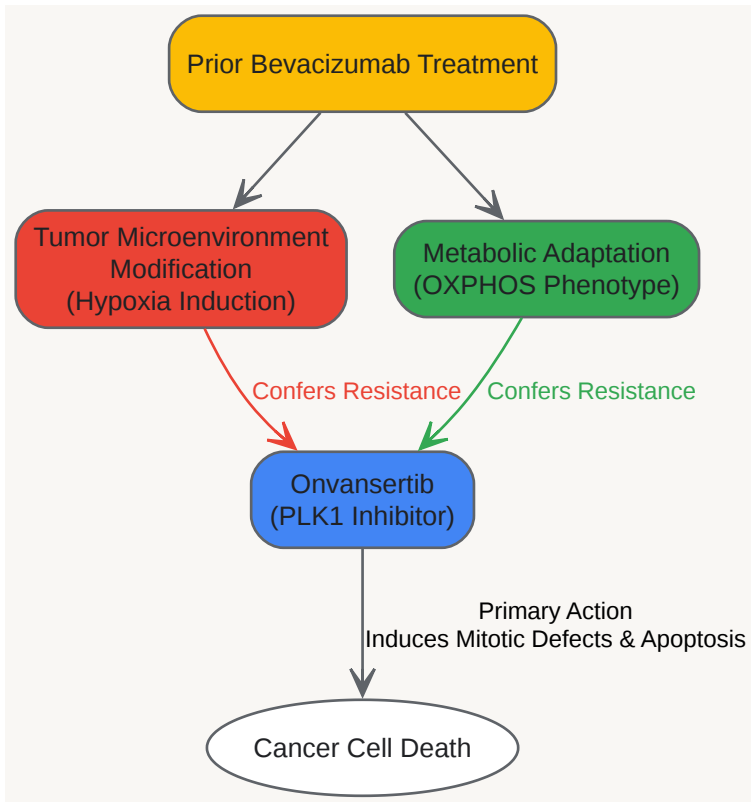 Prior Bevacizumab Treatment
Tumor Microenvironment
Modification
(Hypoxia Induction)
Metabolic Adaptation
(OXPHOS Phenotype)
Confers Resistance
Confers Resistance
Onvansertib
(PLK1 Inhibitor)
Primary Action
Induces Mitotic Defects & Apoptosis
Cancer Cell Death